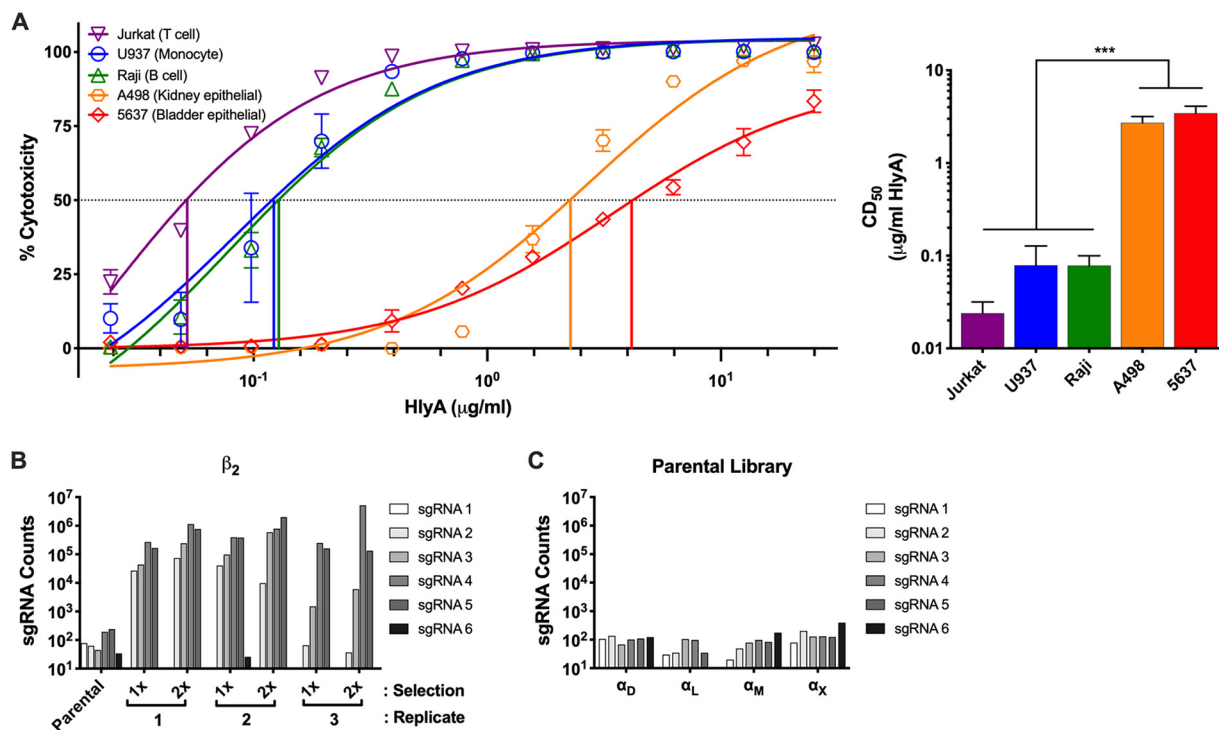 A
Jurkat (T cell)
U937 (Monocyte)
Raji (B cell)
A498 (Kidney epithelial)
5637 (Bladder epithelial)
% Cytotoxicity
100
75
50
25
0
10⁻¹
10⁰
10¹
HlyA (μg/ml)
***
CD₅₀
(μg/ml HlyA)
10
1
0.1
0.01
Jurkat
U937
Raji
A498
5637
B
β₂
sgRNA Counts
10⁷
10⁶
10⁵
10⁴
10³
10²
10¹
Parental
1x 2x 1x 2x 1x 2x : Selection
1 2 3 : Replicate
sgRNA 1
sgRNA 2
sgRNA 3
sgRNA 4
sgRNA 5
sgRNA 6
C
Parental Library
sgRNA Counts
10⁷
10⁶
10⁵
10⁴
10³
10²
10¹
α_D α_L α_M α_X
sgRNA 1
sgRNA 2
sgRNA 3
sgRNA 4
sgRNA 5
sgRNA 6